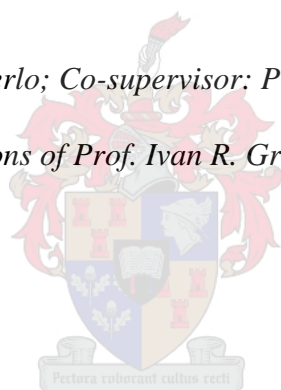 erlo; Co-supervisor: P
ons of Prof. Ivan R. Gr
Pectora roborant cultus recti